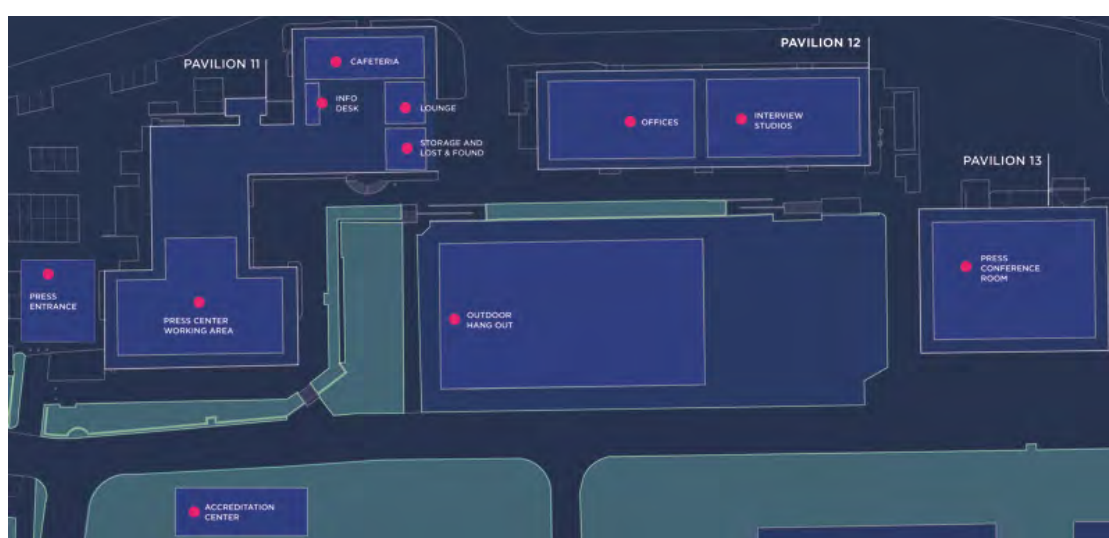 PAVILION 12
PAVILION 11
CAFETERIA
INFO
DESK
LOUNGE
OFFICES
INTERVIEW
STUDIOS
STORAGE AND
LOST & FOUND
PAVILION 13
PRESS
ENTRANCE
PRESS CENTER
WORKING AREA
OUTDOOR
HANG OUT
PRESS
CONFERENCE
ROOM
ACCREDITATION
CENTER